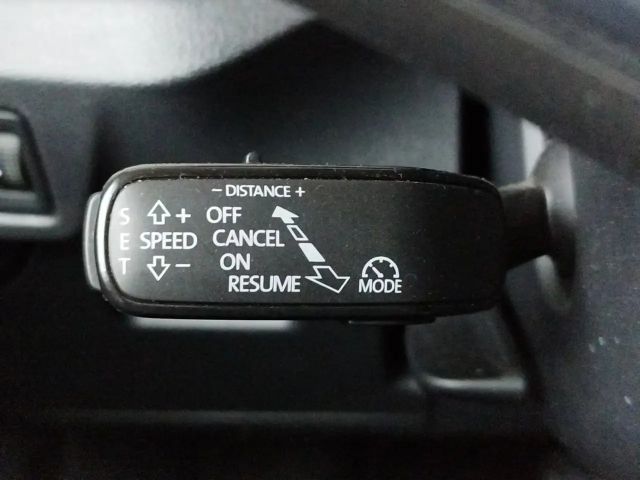 − DISTANCE +
S + OFF
E SPEED CANCEL
T − ON
RESUME
MODE